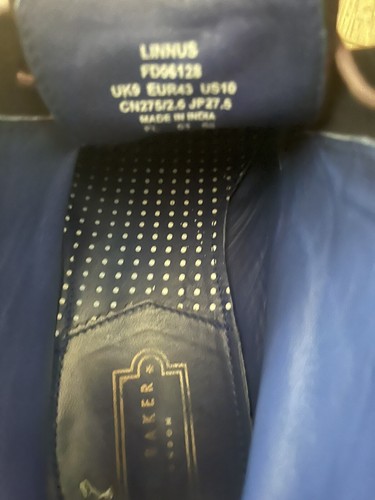 LINNUS
FD06128
UK9 EUR43 US10
CN275/2.5 JP27.5
MADE IN INDIA
BAKER